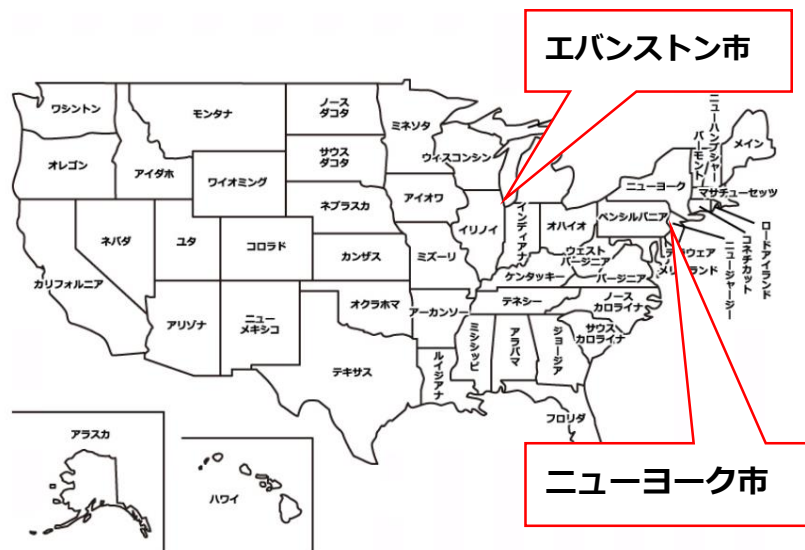 エバンストン市
ワシントン
モンタナ
ノース
ダコタ
ミネソタ
ニューハンプシャー
バーモント
メイン
オレゴン
アイダホ
サウス
ダコタ
ウィスコンシン
ワイオミング
ニューヨーク
マサチューセッツ
アイオワ
ネブラスカ
ネバダ
ユタ
コロラド
イリノイ
インディアナ
オハイオ
ペンシルバニア
ロードアイランド
コネチカット
ニュージャージー
カンザス
ミズーリ
ウェスト
バージニア
デラウェア
メリーランド
カリフォルニア
ケンタッキー
バージニア
オクラホマ
アーカンソー
テネシー
ノース
カロライナ
アリゾナ
ニュー
メキシコ
サウス
カロライナ
ミシシッピ
アラバマ
ジョージア
テキサス
ルイジアナ
フロリダ
アラスカ
ハワイ
ニューヨーク市